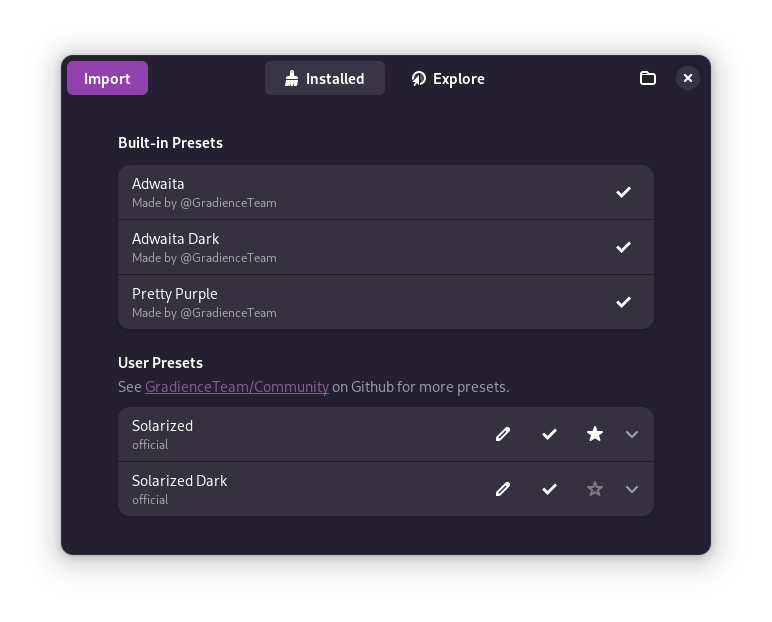 Import
Installed
Explore
Built-in Presets
Adwaita
Made by @GradienceTeam
Adwaita Dark
Made by @GradienceTeam
Pretty Purple
Made by @GradienceTeam
User Presets
See GradienceTeam/Community on Github for more presets.
Solarized
official
Solarized Dark
official